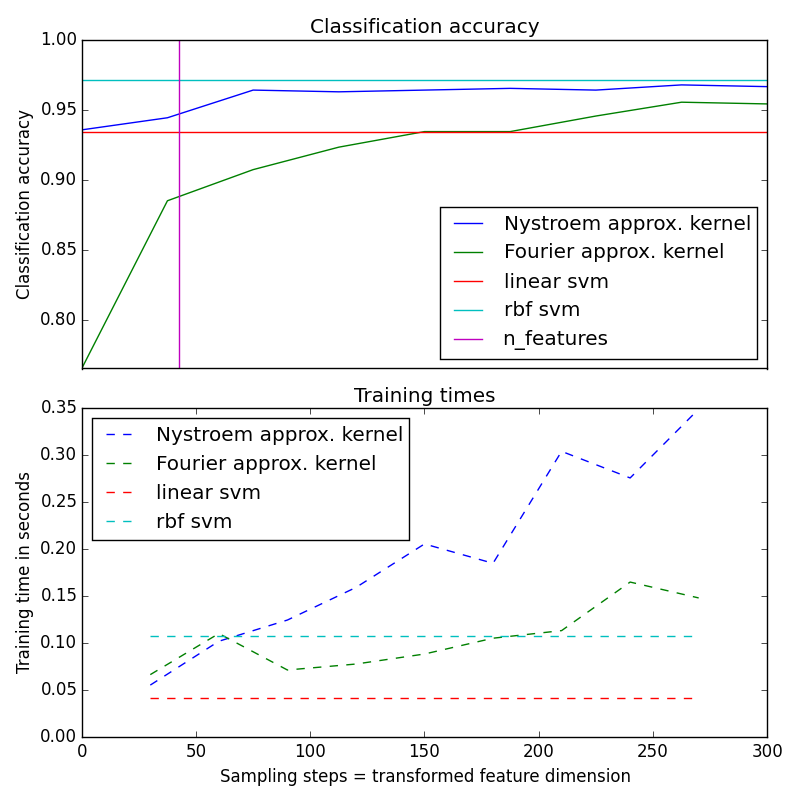 Classification accuracy
1.00
0.95
0.90
0.85
0.80
Classification accuracy
Nystroem approx. kernel
Fourier approx. kernel
linear svm
rbf svm
n_features
Training times
0.35
0.30
0.25
0.20
0.15
0.10
0.05
0.00
Training time in seconds
Nystroem approx. kernel
Fourier approx. kernel
linear svm
rbf svm
0 50 100 150 200 250 300
Sampling steps = transformed feature dimension